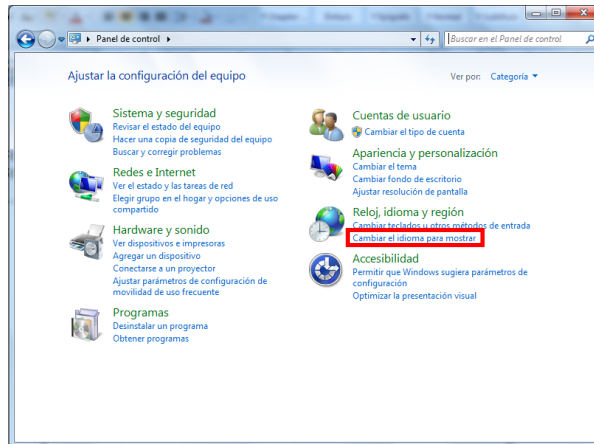 Panel de control
Buscar en el Panel de control
Ajustar la configuración del equipo
Ver por: Categoría
Sistema y seguridad
Revisar el estado del equipo
Hacer una copia de seguridad del equipo
Buscar y corregir problemas
Redes e Internet
Ver el estado y las tareas de red
Elegir grupo en el hogar y opciones de uso
compartido
Hardware y sonido
Ver dispositivos e impresoras
Agregar un dispositivo
Conectarse a un proyector
Ajustar parámetros de configuración de
movilidad de uso frecuente
Programas
Desinstalar un programa
Obtener programas
Cuentas de usuario
Cambiar el tipo de cuenta
Apariencia y personalización
Cambiar el tema
Cambiar fondo de escritorio
Ajustar resolución de pantalla
Reloj, idioma y región
Cambiar teclados u otros métodos de entrada
Cambiar el idioma para mostrar
Accesibilidad
Permitir que Windows sugiera parámetros de
configuración
Optimizar la presentación visual